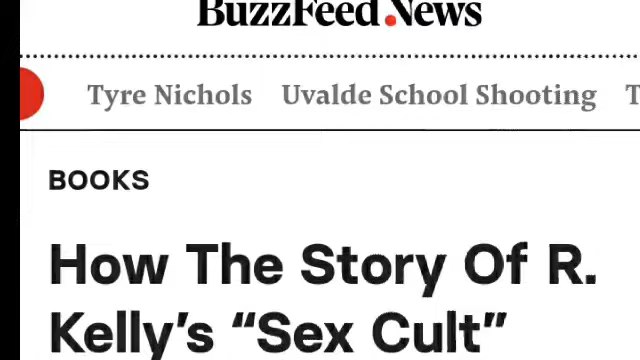 BuzzFeed News
Tyre Nichols Uvalde School Shooting T
BOOKS
How The Story Of R.
Kelly’s “Sex Cult”